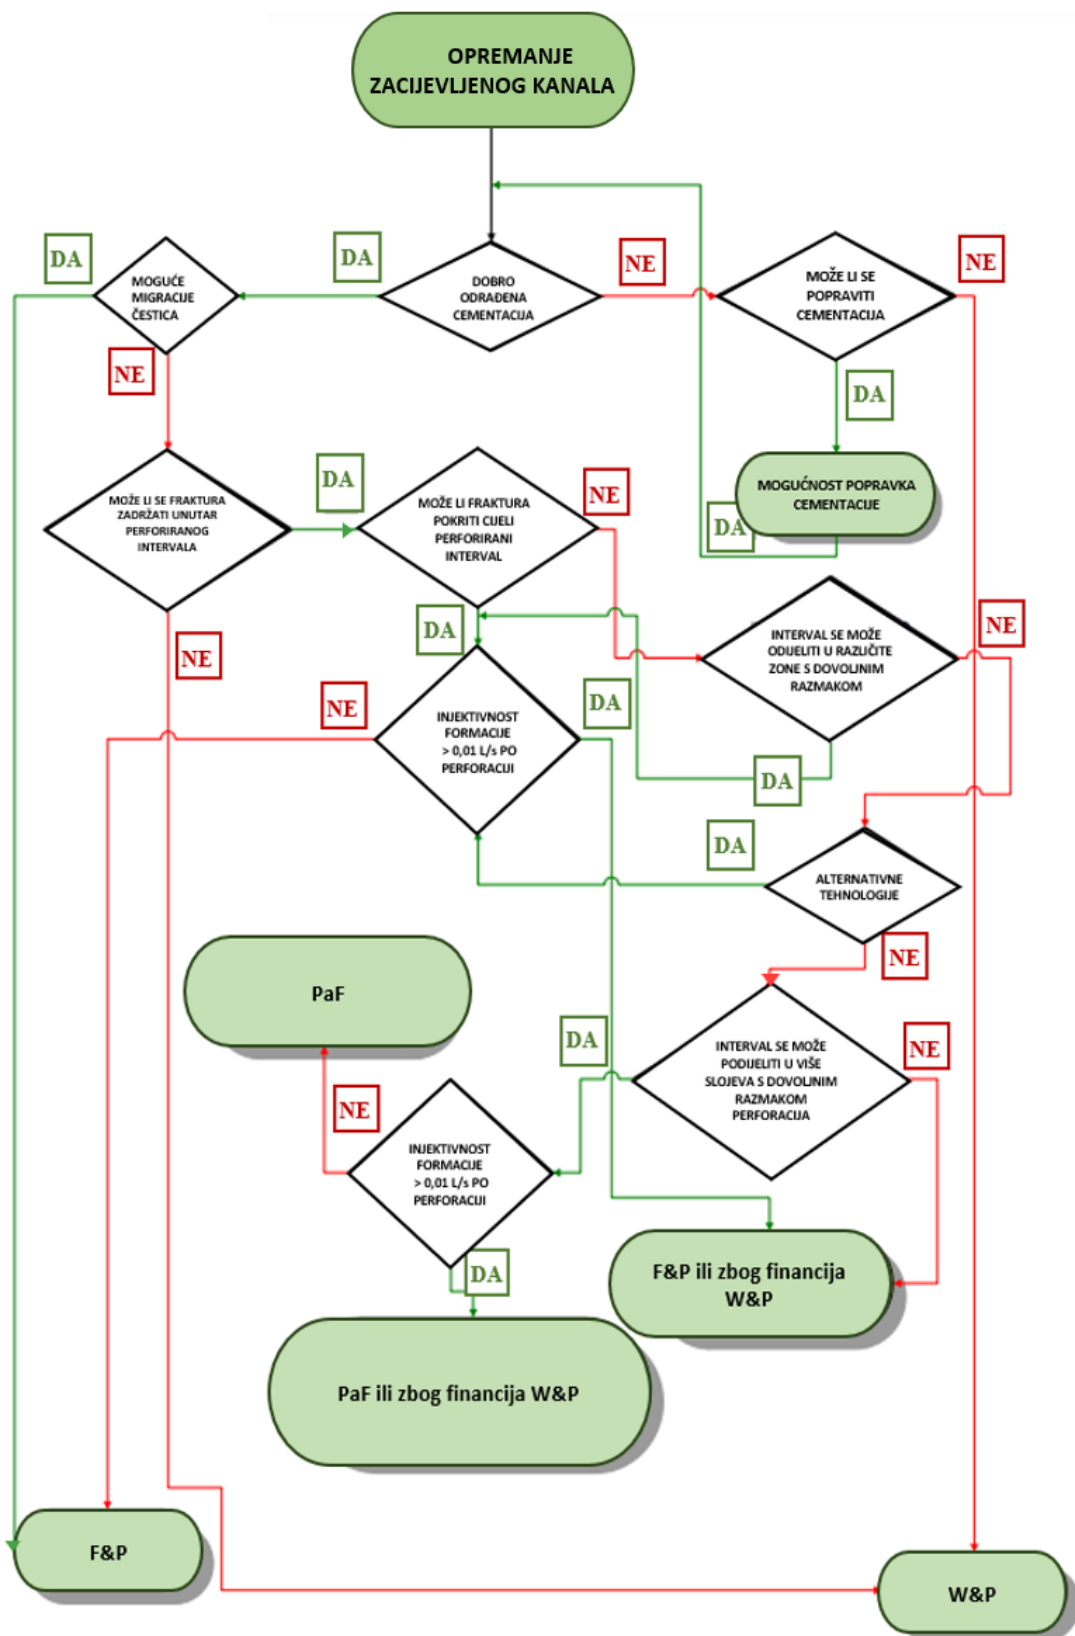 OPREMANJE
ZACIJEVLJENOG KANALA
DA
MOGUĆE
MIGRACIJE
ČESTICA
DA
DOBRO
ODRAĐENA
CEMENTACIJA
NE
MOŽE LI SE
POPRAVITI
CEMENTACIJA
NE
NE
DA
MOŽE LI SE FRAKTURA
ZADRŽATI UNUTAR
PERFORIRANOG
INTERVALA
DA
MOŽE LI FRAKTURA
POKRITI CIJELI
PERFORIRANI
INTERVAL
NE
MOGUĆNOST POPRAVKA
CEMENTACIJE
DA
NE
DA
INTERVAL SE MOŽE
ODIJELITI U RAZLIČITE
ZONE S DOVOLJNIM
RAZMAKOM
NE
NE
INJEKTIVNOST
FORMACIJE
> 0,01 L/s PO
PERFORACIJI
DA
DA
DA
ALTERNATIVNE
TEHNOLOGIJE
NE
PaF
DA
INTERVAL SE MOŽE
PODIJELITI U VIŠE
SLOJEVA S DOVOLJNIM
RAZMAKOM
PERFORACIJA
NE
NE
INJEKTIVNOST
FORMACIJE
> 0,01 L/s PO
PERFORACIJI
DA
F&P ili zbog financija
W&P
PaF ili zbog financija W&P
F&P
W&P